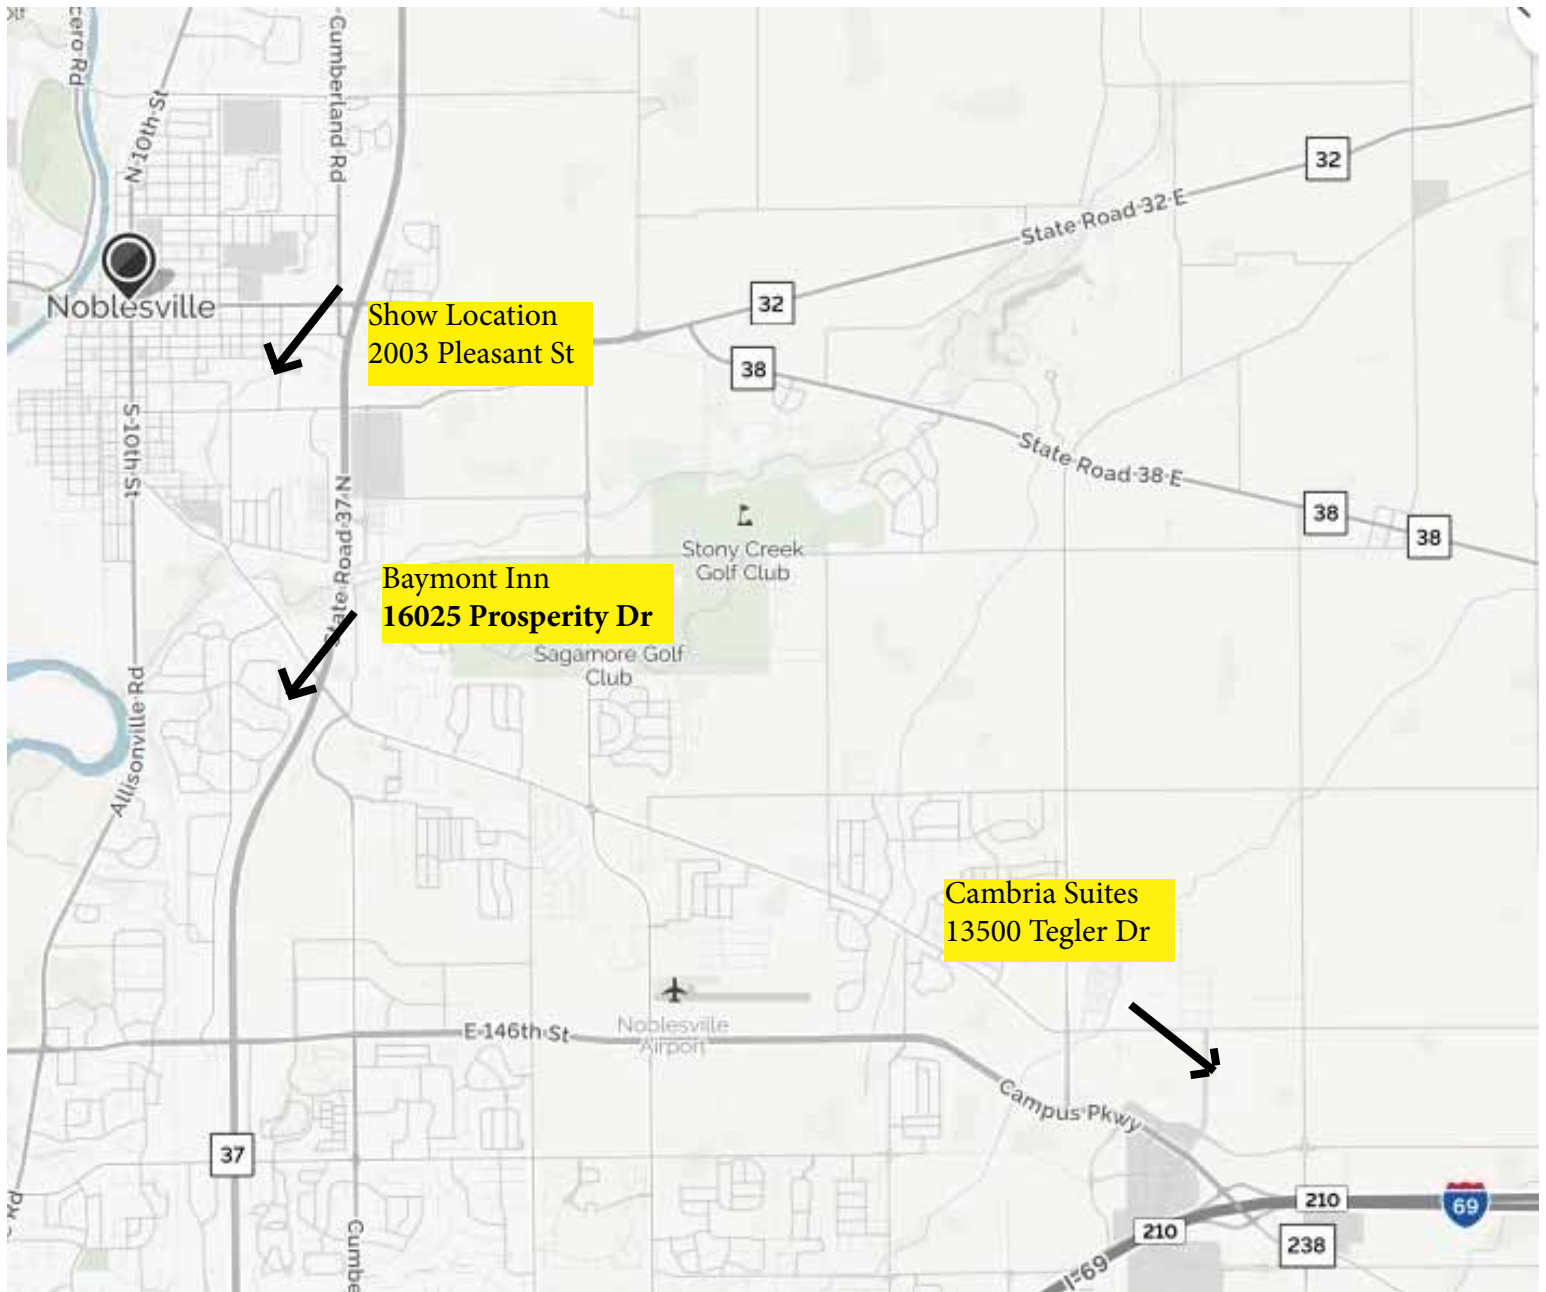 cero Rd
N 10th St
Cumberland Rd
32
State Road 32 E
Noblesville
Show Location
2003 Pleasant St
32
38
S 10th St
State Road 38 E
38
38
N
State Road 37
Stony Creek
Golf Club
Baymont Inn
16025 Prosperity Dr
Sagamore Golf
Club
Allisonville Rd
Cambria Suites
13500 Tegler Dr
E 146th St
Noblesville
Airport
Campus Pkwy
37
210
69
210
238
Rd
Cumbe
I-69